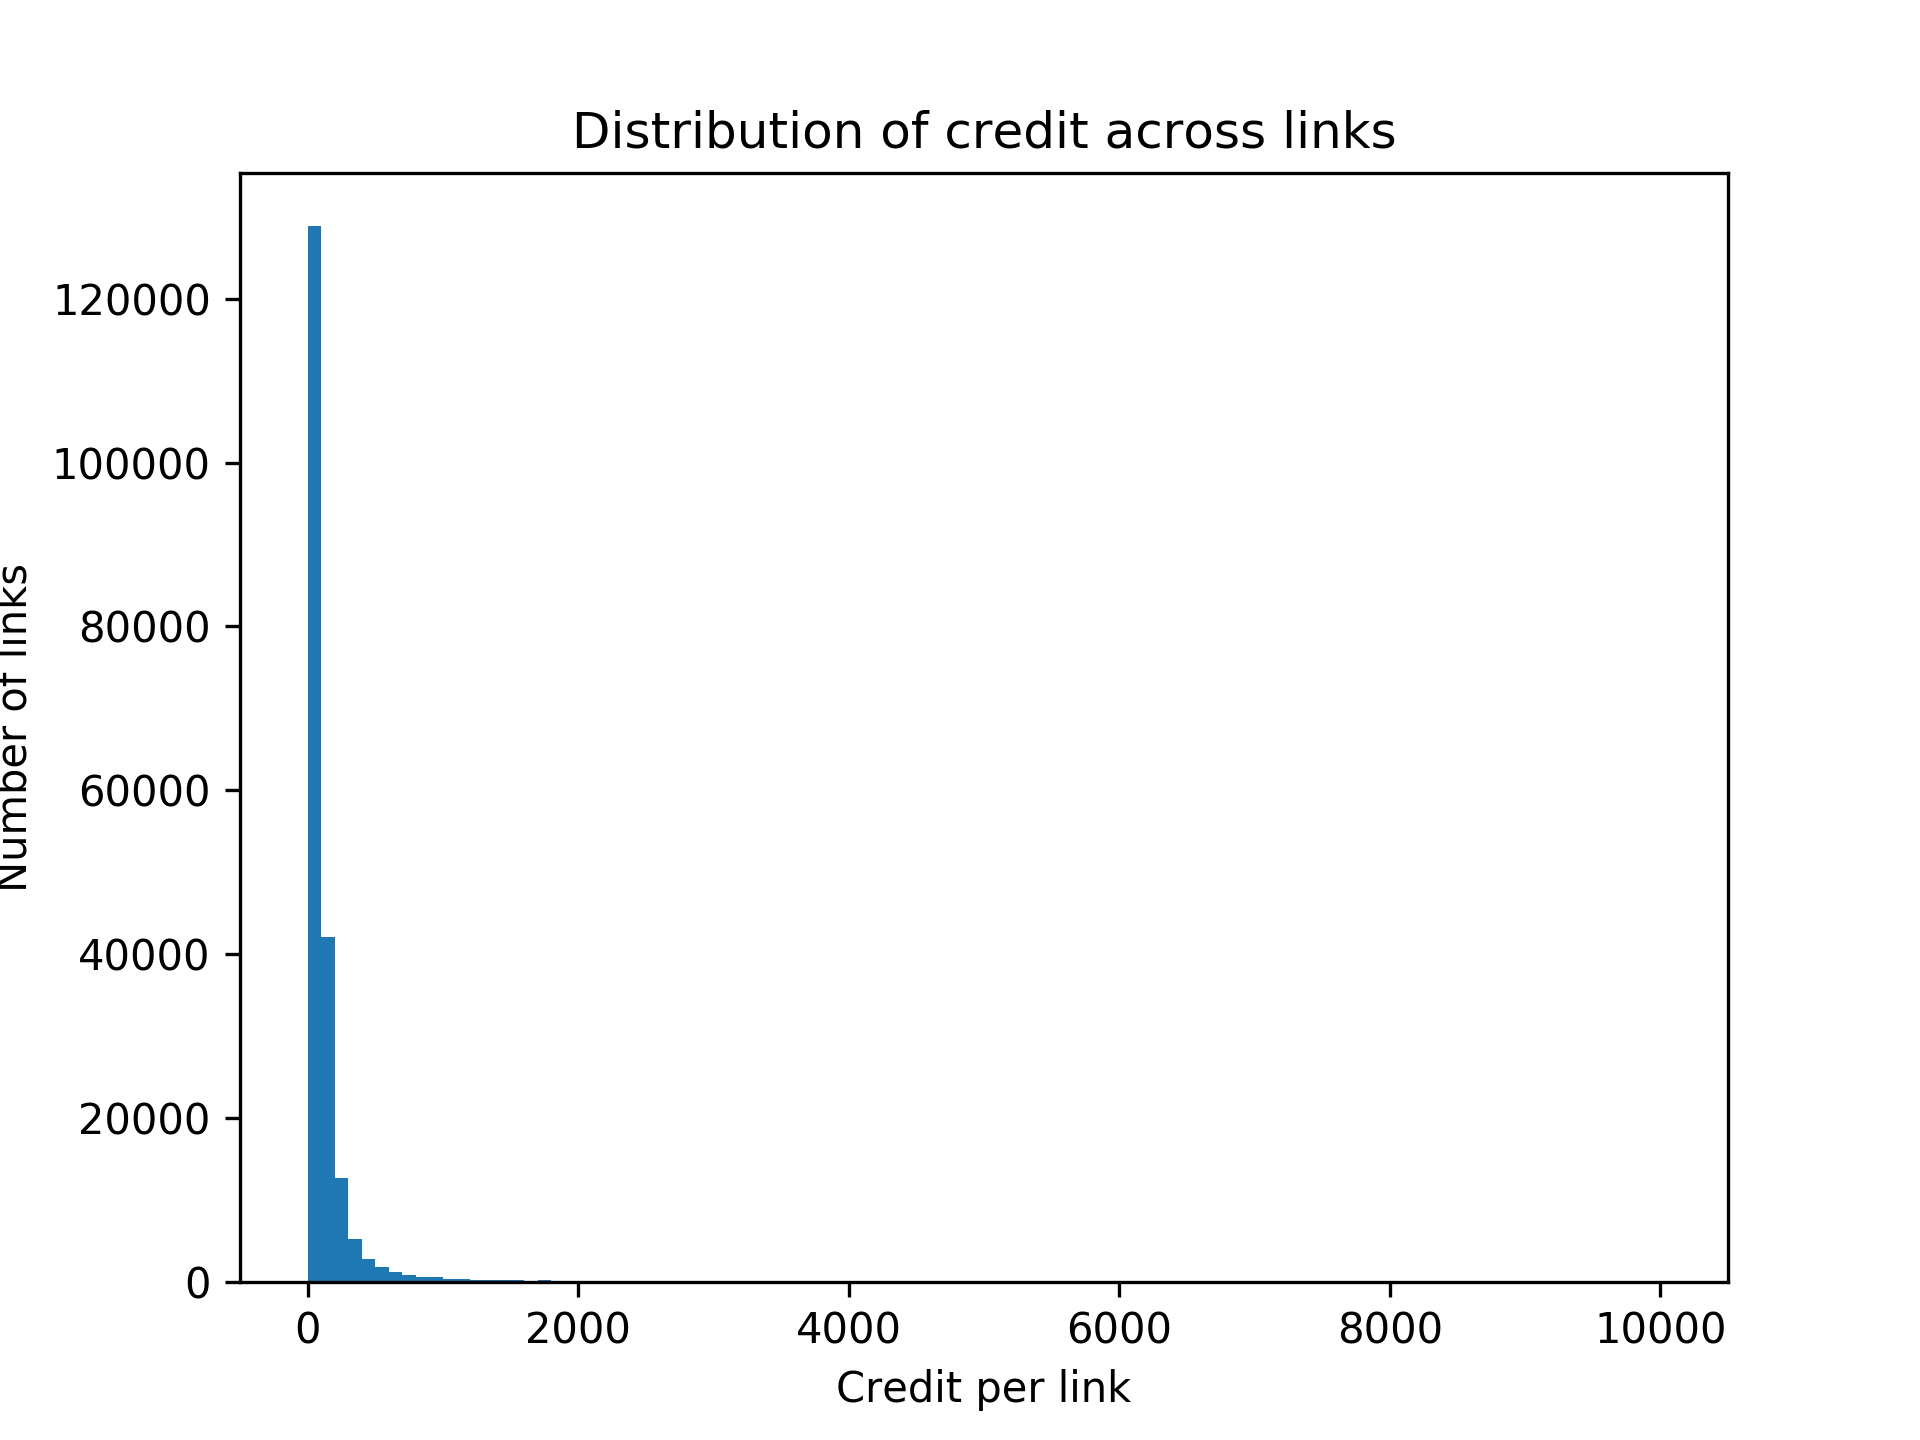 Distribution of credit across links
120000
100000
80000
60000
40000
20000
0
Number of links
0 2000 4000 6000 8000 10000
Credit per link